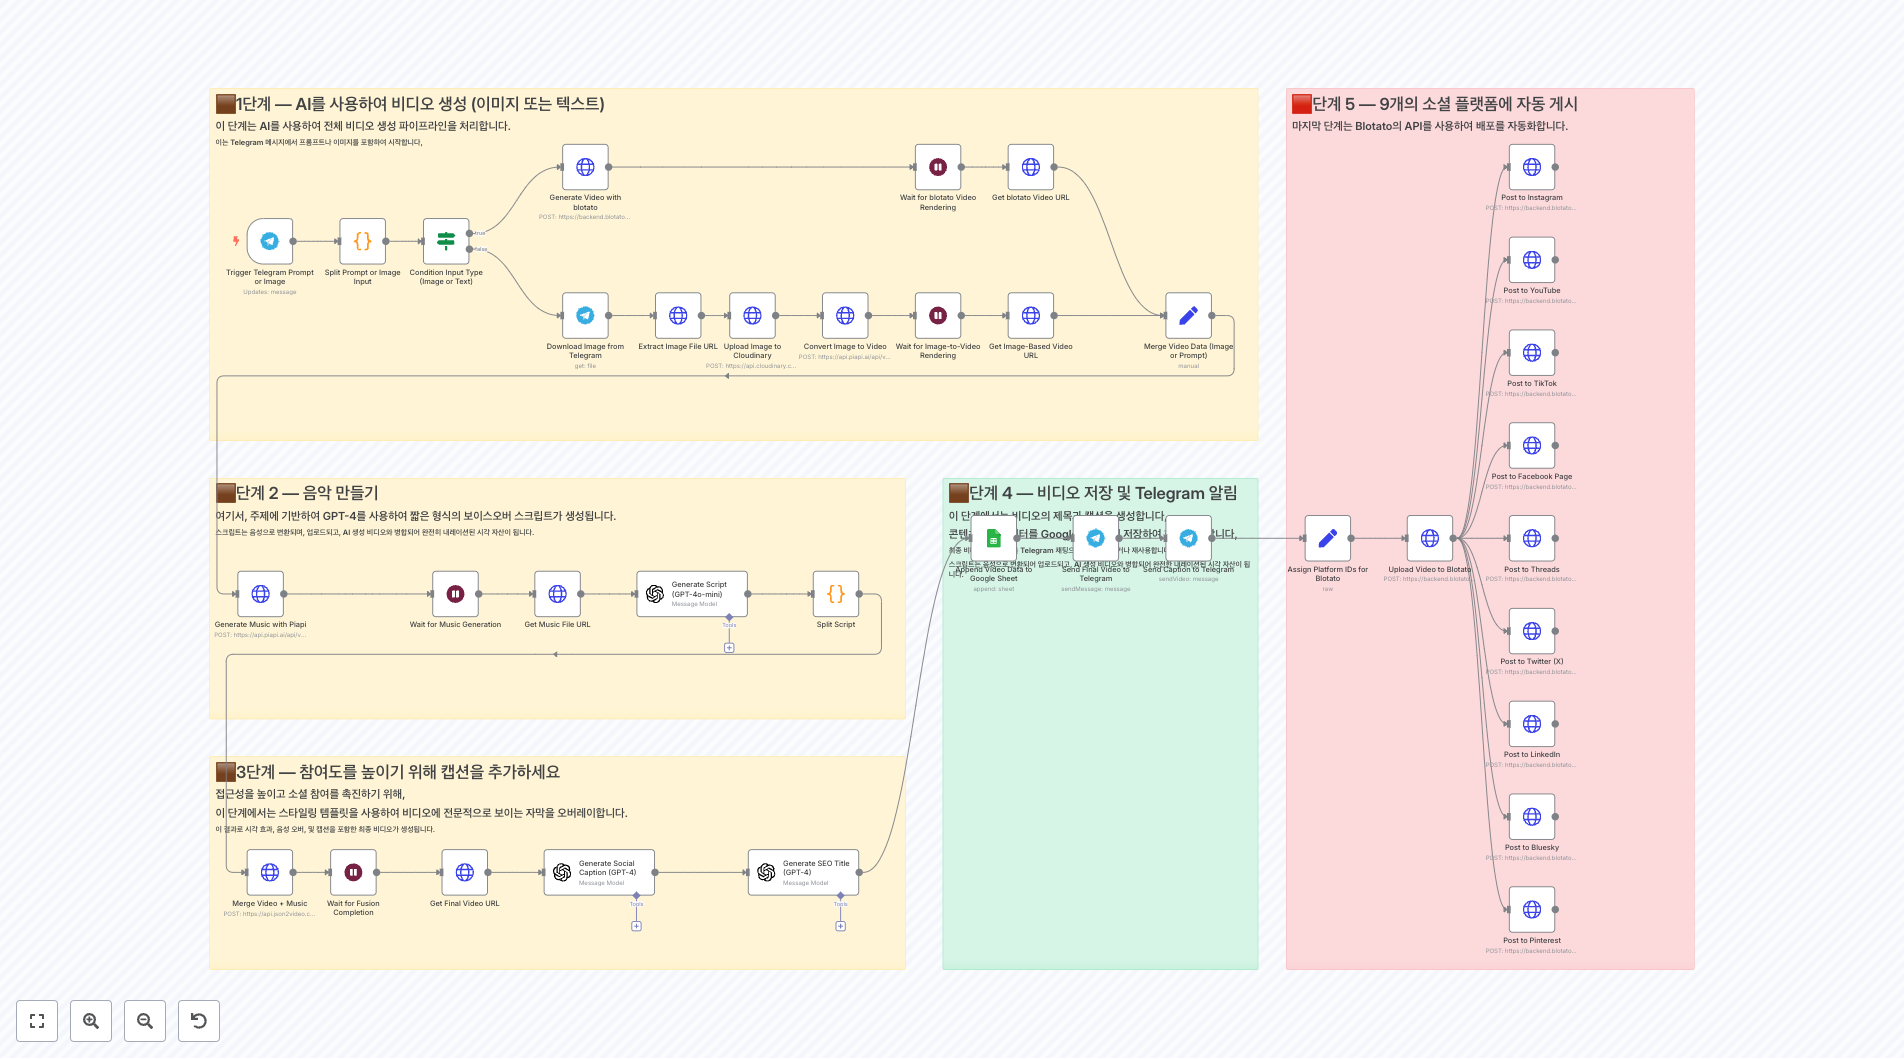 1단계 — AI를 사용하여 비디오 생성 (이미지 또는 텍스트)
이 단계는 AI를 사용하여 전체 비디오 생성 파이프라인을 처리합니다.
이는 Telegram 메시지에서 프롬프트나 이미지를 포함하여 시작합니다,
Generate Video with
blotato
POST: https://backend.blotato...
Wait for blotato Video
Rendering
Get blotato Video URL
Trigger Telegram Prompt
or Image
Updates: message
Split Prompt or Image
Input
Condition Input Type
(Image or Text)
true
false
Download Image from
Telegram
get: file
Extract Image File URL
Upload Image to
Cloudinary
POST: https://api.cloudinary.c...
Convert Image to Video
POST: https://api.piapi.ai/api/v...
Wait for Image-to-Video
Rendering
Get Image-Based Video
URL
Merge Video Data (Image
or Prompt)
manual
단계 2 — 음악 만들기
여기서, 주제에 기반하여 GPT-4를 사용하여 짧은 형식의 보이스오버 스크립트가 생성됩니다.
스크립트는 음성으로 변환되며, 업로드되고, AI 생성 비디오와 병합되어 완전히 내레이션된 시각 자산이 됩니다.
Generate Music with Piapi
POST: https://api.piapi.ai/api/v...
Wait for Music Generation
Get Music File URL
Generate Script
(GPT-4o-mini)
Message Model
Tools
Split Script
3단계 — 참여도를 높이기 위해 캡션을 추가하세요
접근성을 높이고 소셜 참여를 촉진하기 위해,
이 단계에서는 스타일링 템플릿을 사용하여 비디오에 전문적으로 보이는 자막을 오버레이합니다.
이 결과로 시각 효과, 음성 오버, 및 캡션을 포함한 최종 비디오가 생성됩니다.
Merge Video + Music
POST: https://api.json2video.c...
Wait for Fusion
Completion
Get Final Video URL
Generate Social
Caption (GPT-4)
Message Model
Tools
Generate SEO Title
(GPT-4)
Message Model
Tools
단계 4 — 비디오 저장 및 Telegram 알림
이 단계에서는 비디오의 제목과 캡션을 생성합니다.
저장하여
최종 Telegram 재사용합니다
스크립트는 음성으로 변환되어 업로드되고, AI 생성 비디오와 병합되어 완전한 내레이션된 시각 자산이 됩
니다.
Append Video Data to
Google Sheet
append: sheet
Send Final Video to
Telegram
sendMessage: message
Send Caption to Telegram
sendVideo: message
단계 5 — 9개의 소셜 플랫폼에 자동 게시
마지막 단계는 Blotato의 API를 사용하여 배포를 자동화합니다.
Assign Platform IDs for
Blotato
raw
Upload Video to Blotato
POST: https://backend.blotato...
Post to Instagram
POST: https://backend.blotato...
Post to YouTube
POST: https://backend.blotato...
Post to TikTok
POST: https://backend.blotato...
Post to Facebook Page
POST: https://backend.blotato...
Post to Threads
POST: https://backend.blotato...
Post to Twitter (X)
POST: https://backend.blotato...
Post to LinkedIn
POST: https://backend.blotato...
Post to Bluesky
POST: https://backend.blotato...
Post to Pinterest
POST: https://backend.blotato...